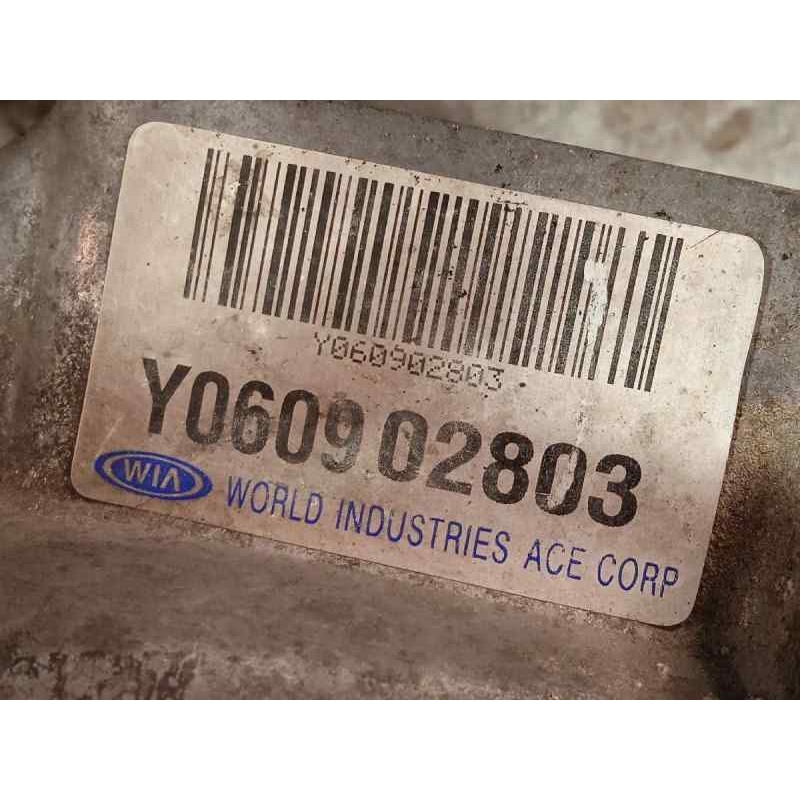 Y060902803
Y0609 02803
WIA WORLD INDUSTRIES ACE CORP